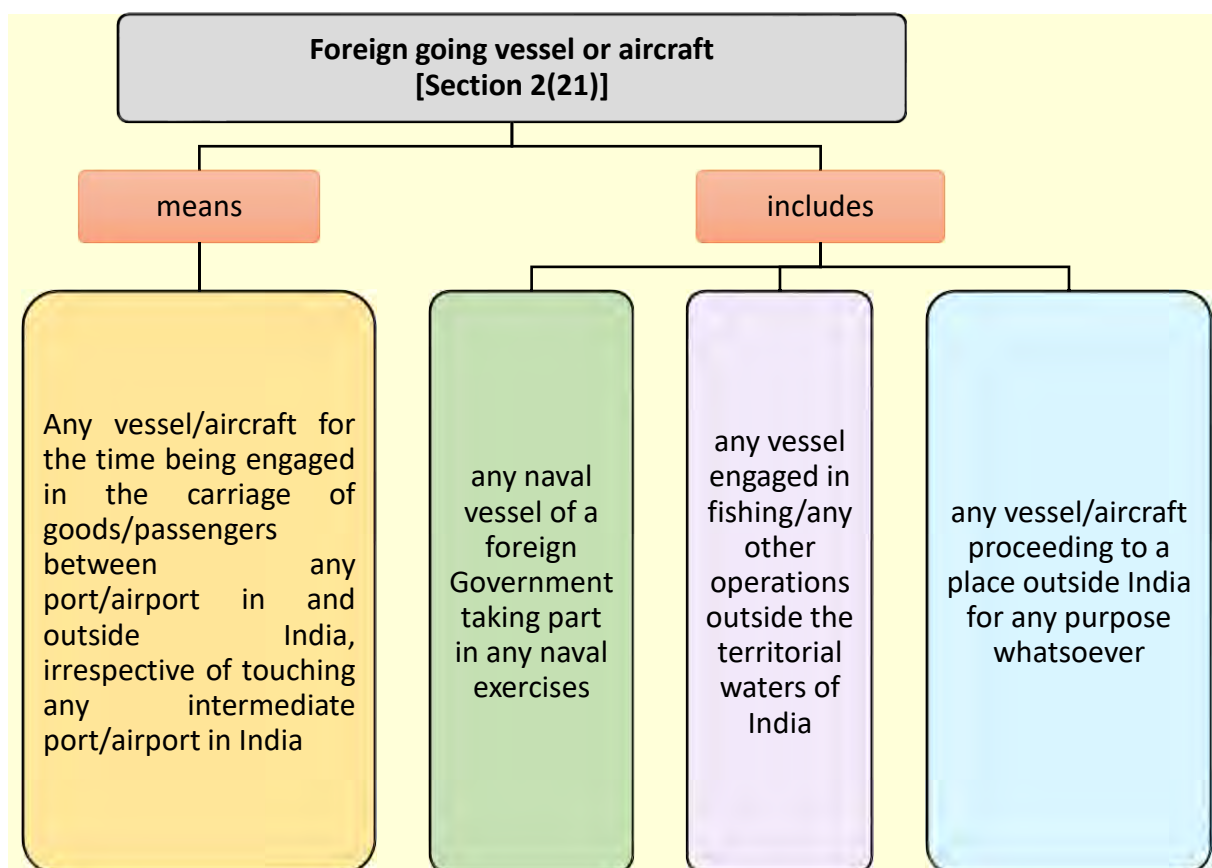 Foreign going vessel or aircraft
[Section 2(21)]
means
includes
Any vessel/aircraft for
the time being engaged
in the carriage of
goods/passengers
between any
port/airport in and
outside India,
irrespective of touching
any intermediate
port/airport in India
any naval
vessel of a
foreign
Government
taking part
in any naval
exercises
any vessel
engaged in
fishing/any
other
operations
outside the
territorial
waters of
India
any vessel/aircraft
proceeding to a
place outside India
for any purpose
whatsoever